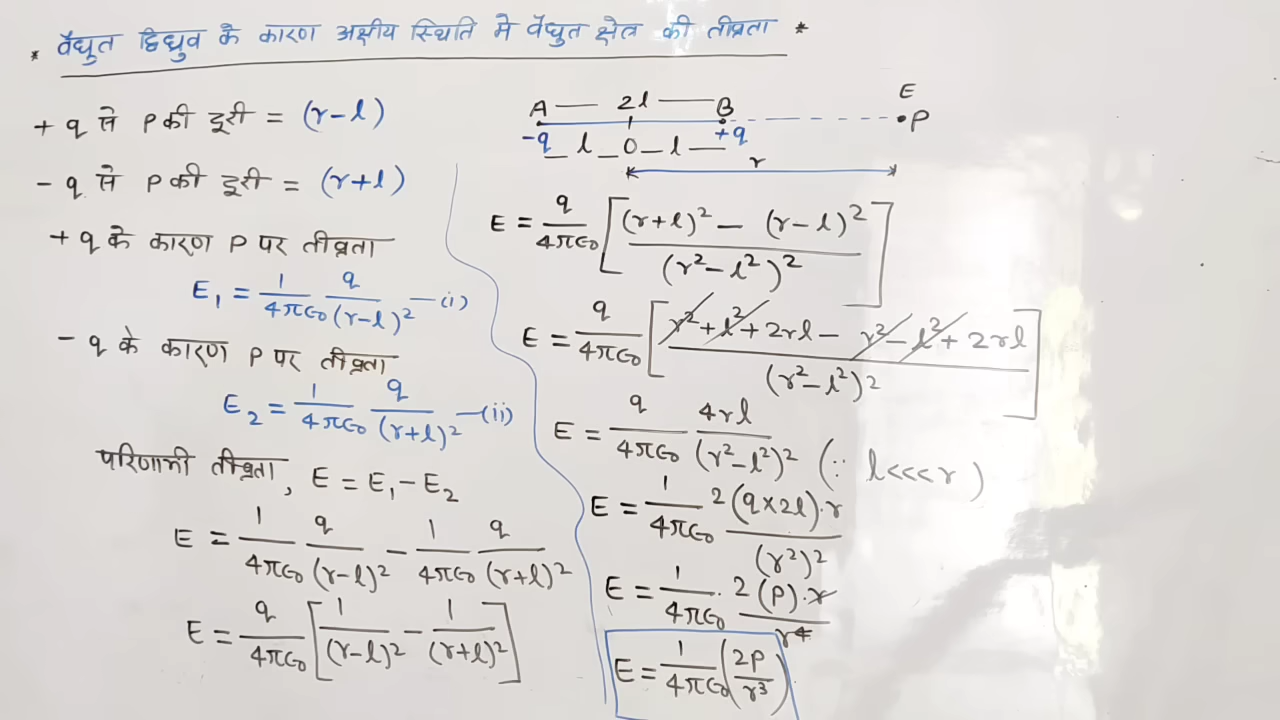 * वैद्युत द्विध्रुव के कारण अक्षीय स्थिति मे वैद्युत क्षेत्र की तीव्रता *
+q से P की दूरी = (r-l)
-q से P की दूरी = (r+l)
+q के कारण P पर तीव्रता
E₁ = 1/4πε₀ q/(r-l)² —(i)
-q के कारण P पर तीव्रता
E₂ = 1/4πε₀ q/(r+l)² —(ii)
परिणामी तीव्रता, E = E₁ - E₂
E = 1/4πε₀ q/(r-l)² - 1/4πε₀ q/(r+l)²
E = q/4πε₀ [1/(r-l)² - 1/(r+l)²]
A — 2l — B E
P
-q l 0 l +q
r
E = q/4πε₀ [(r+l)² - (r-l)²/(r²-l²)²]
E = q/4πε₀ [r²+l²+2rl - r²-l²+2rl/(r²-l²)²]
E = q/4πε₀ 4rl/(r²-l²)² (∵ l<<<r)
E = 1/4πε₀ 2(q×2l)·r/(r²)²
E = 1/4πε₀ · 2(P)·r/r⁴
E = 1/4πε₀ (2P/r³)